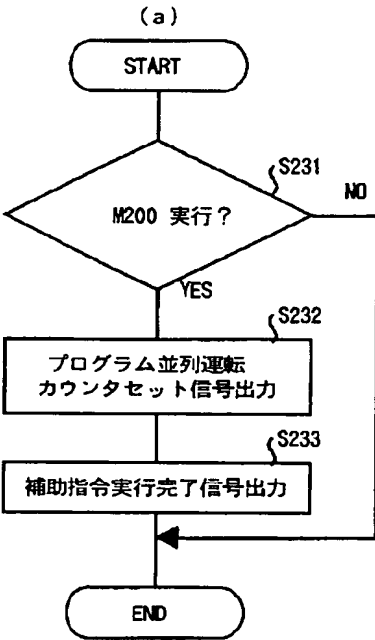 (a)
START
S231
M200 実行?
NO
YES
S232
プログラム並列運転
カウンタセット信号出力
S233
補助指令実行完了信号出力
END